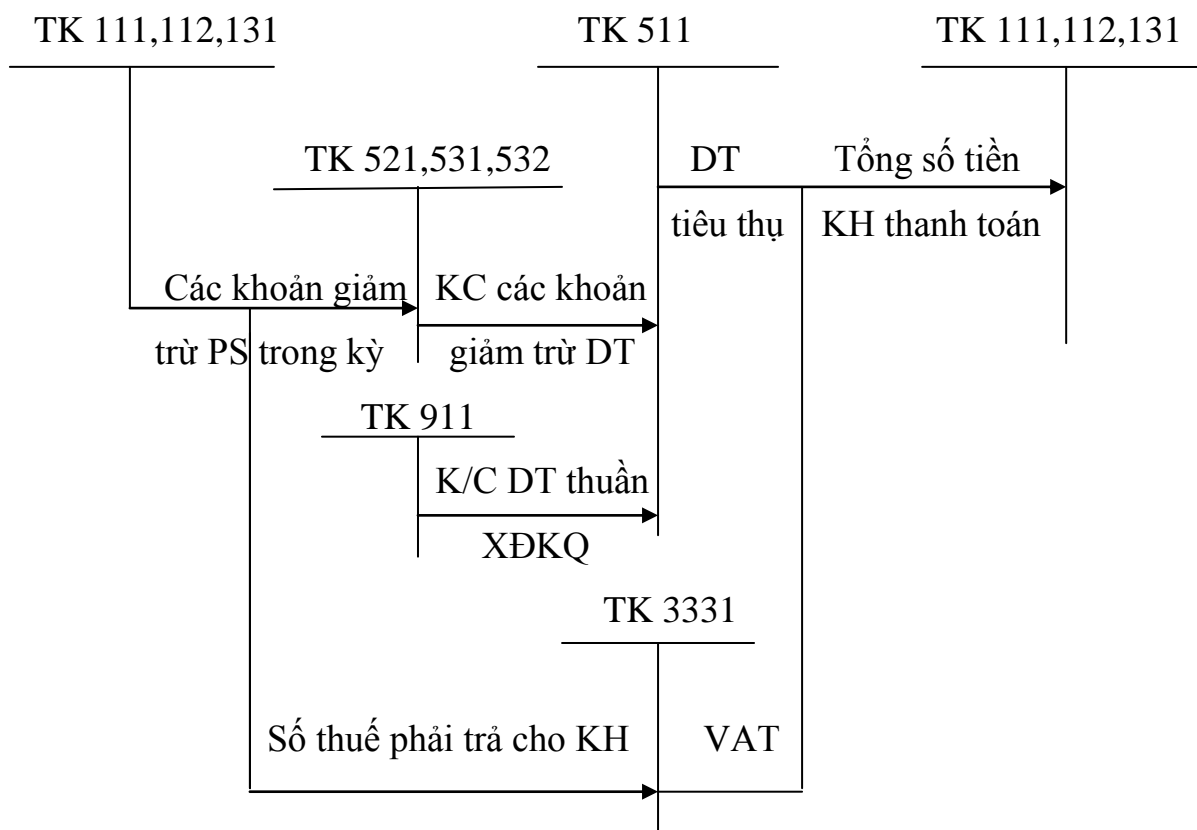 TK 111,112,131
TK 511
TK 111,112,131
TK 521,531,532
DT
Tổng số tiền
tiêu thụ
KH thanh toán
Các khoản giảm
KC các khoản
trừ PS trong kỳ
giảm trừ DT
TK 911
K/C DT thuần
XĐKQ
TK 3331
Số thuế phải trả cho KH
VAT